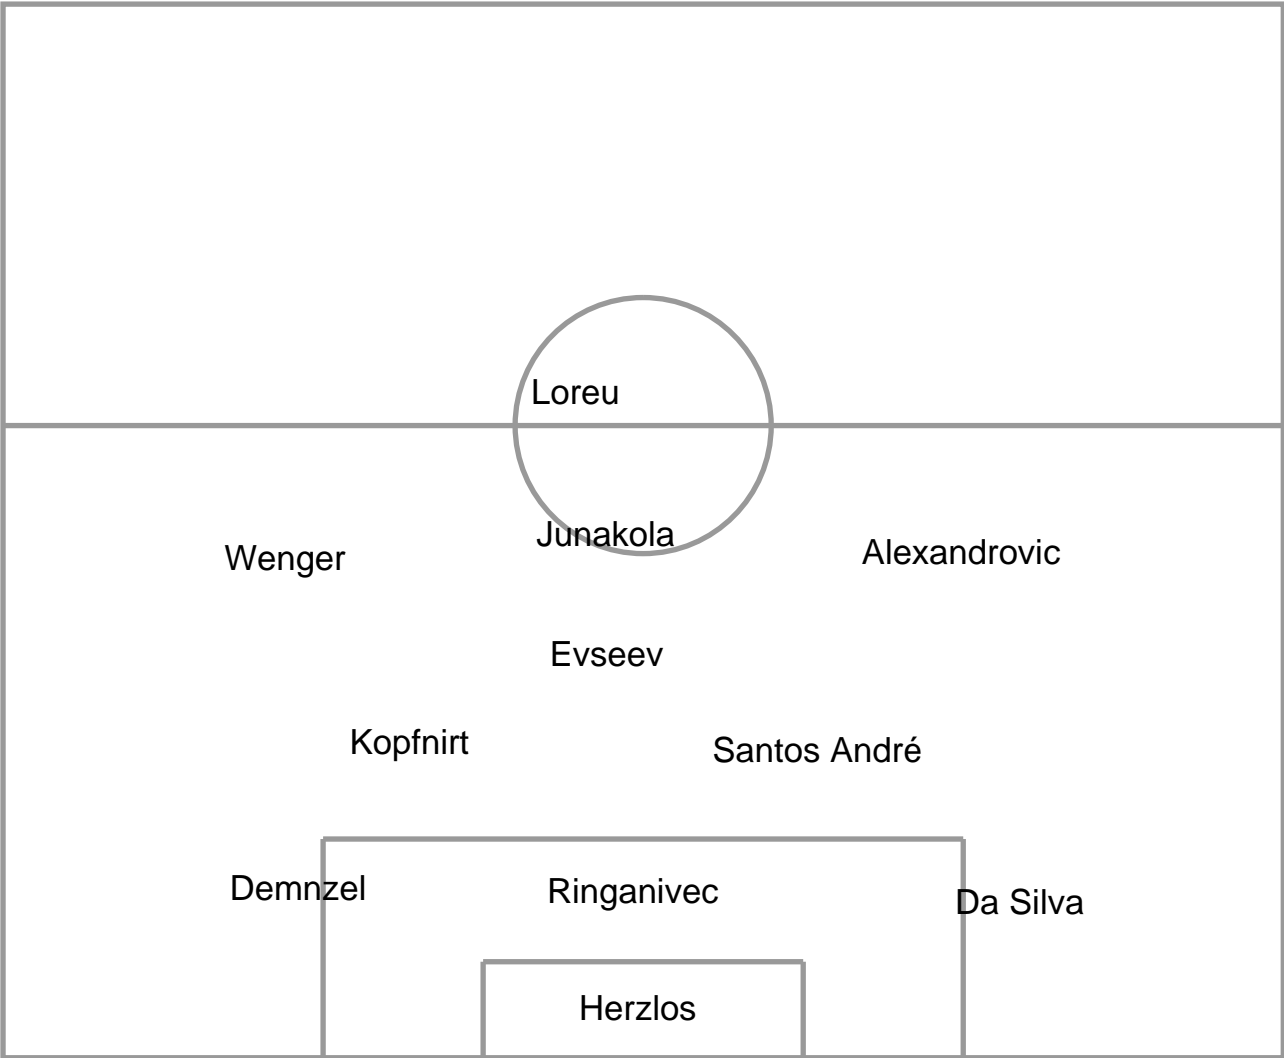 Loreu
Junakola
Wenger
Alexandrovic
Evseev
Kopfnirt
Santos André
Demnzel
Ringanivec
Da Silva
Herzlos